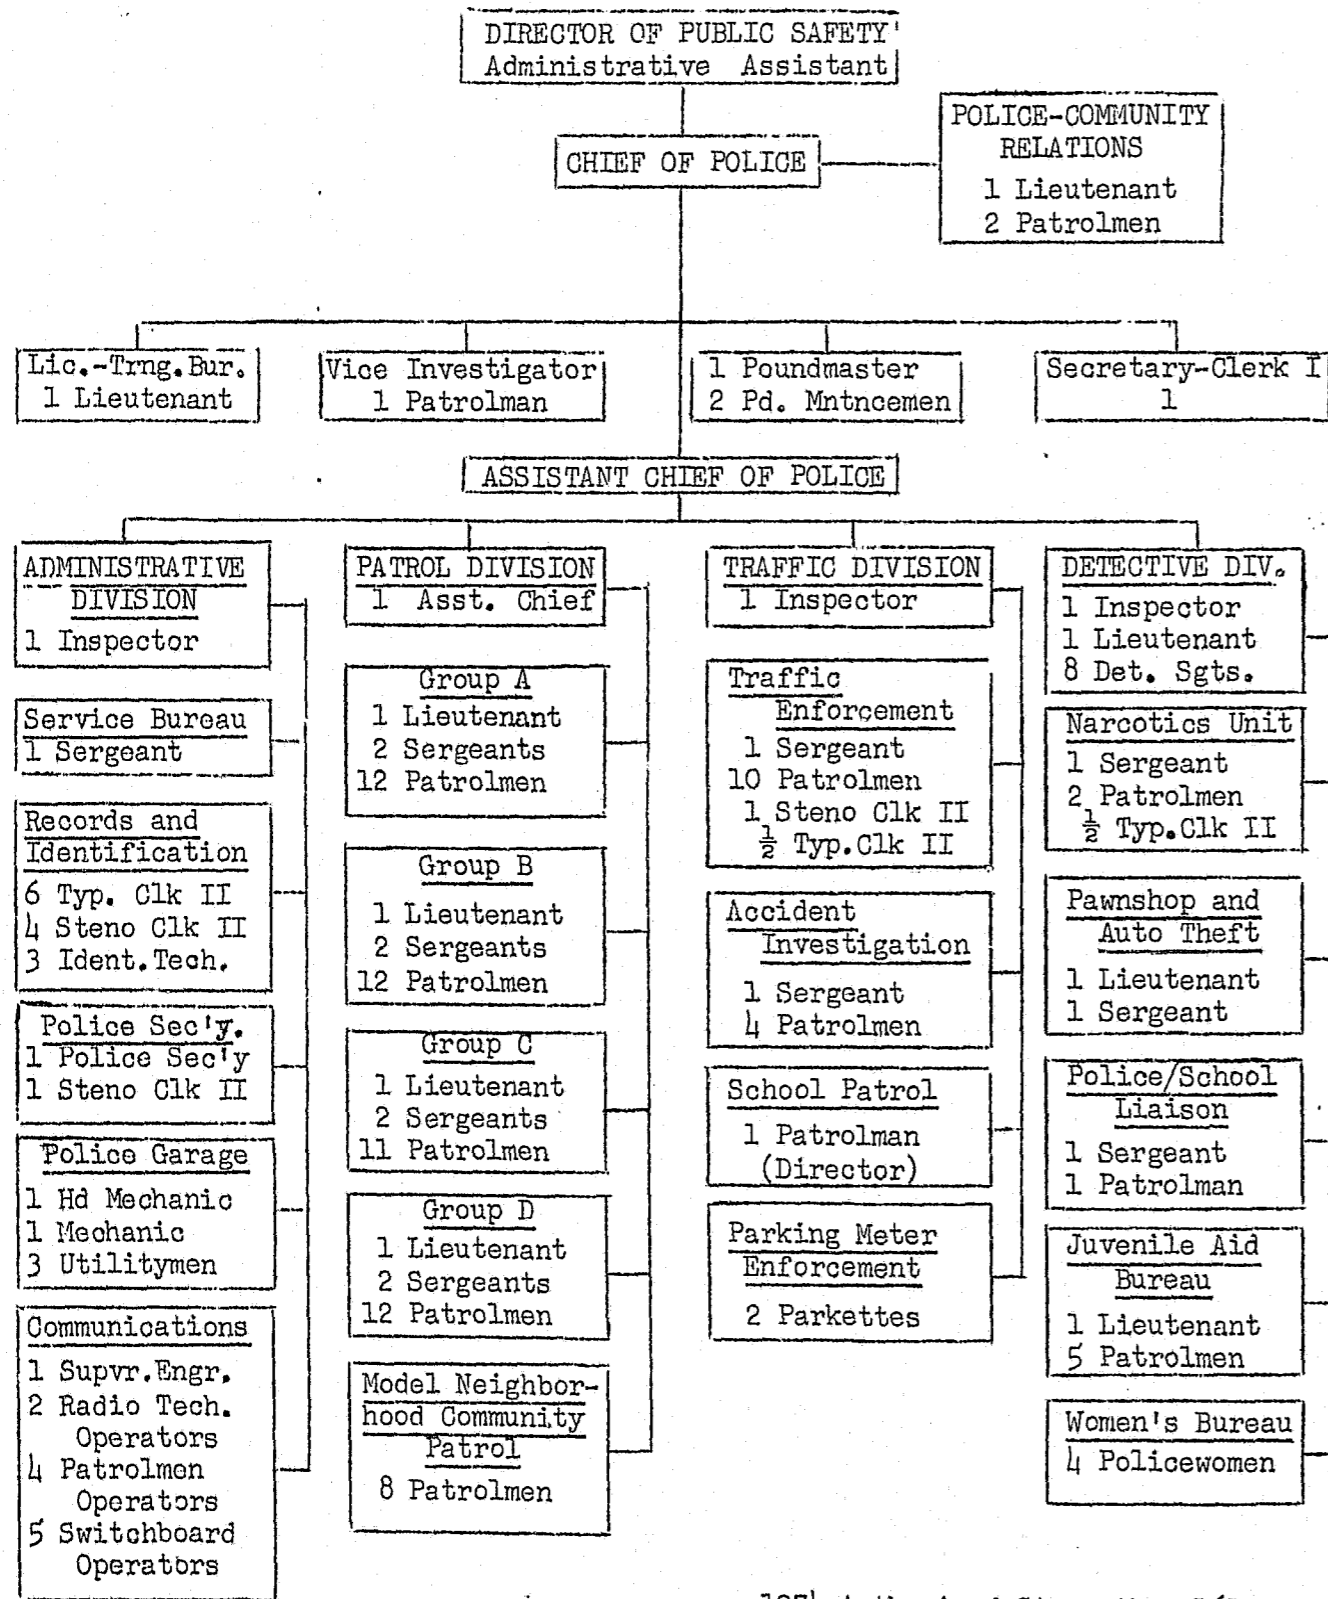 DIRECTOR OF PUBLIC SAFETY
Administrative Assistant
CHIEF OF POLICE
POLICE-COMMUNITY
RELATIONS
1 Lieutenant
2 Patrolmen
Lic.-Trng.Bur.
1 Lieutenant
Vice Investigator
1 Patrolman
1 Poundmaster
2 Pd. Mntncemen
Secretary-Clerk I
1
ASSISTANT CHIEF OF POLICE
ADMINISTRATIVE
DIVISION
1 Inspector
Service Bureau
1 Sergeant
Records and
Identification
6 Typ. Clk II
4 Steno Clk II
3 Ident.Tech.
Police Sec'y.
1 Police Sec'y
1 Steno Clk II
Police Garage
1 Hd Mechanic
1 Mechanic
3 Utilitymen
Communications
1 Supvr.Engr.
2 Radio Tech.
Operators
4 Patrolmen
Operators
5 Switchboard
Operators
PATROL DIVISION
1 Asst. Chief
Group A
1 Lieutenant
2 Sergeants
12 Patrolmen
Group B
1 Lieutenant
2 Sergeants
12 Patrolmen
Group C
1 Lieutenant
2 Sergeants
11 Patrolmen
Group D
1 Lieutenant
2 Sergeants
12 Patrolmen
Model Neighbor-
hood Community
Patrol
8 Patrolmen
TRAFFIC DIVISION
1 Inspector
Traffic
Enforcement
1 Sergeant
10 Patrolmen
1 Steno Clk II
½ Typ.Clk II
Accident
Investigation
1 Sergeant
4 Patrolmen
School Patrol
1 Patrolman
(Director)
Parking Meter
Enforcement
2 Parkettes
DETECTIVE DIV.
1 Inspector
1 Lieutenant
8 Det. Sgts.
Narcotics Unit
1 Sergeant
2 Patrolmen
½ Typ.Clk II
Pawnshop and
Auto Theft
1 Lieutenant
1 Sergeant
Police/School
Liaison
1 Sergeant
1 Patrolman
Juvenile Aid
Bureau
1 Lieutenant
5 Patrolmen
Women's Bureau
4 Policewomen